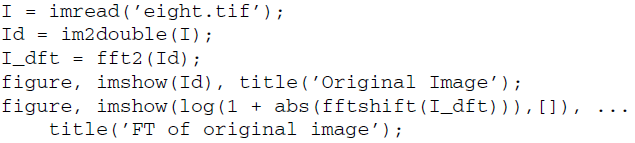 I = imread(’eight.tif’);
Id = im2double(I);
I_dft = fft2(Id);
figure, imshow(Id), title(’Original Image’);
figure, imshow(log(1 + abs(fftshift(I_dft))),[]), ...
    title(’FT of original image’);